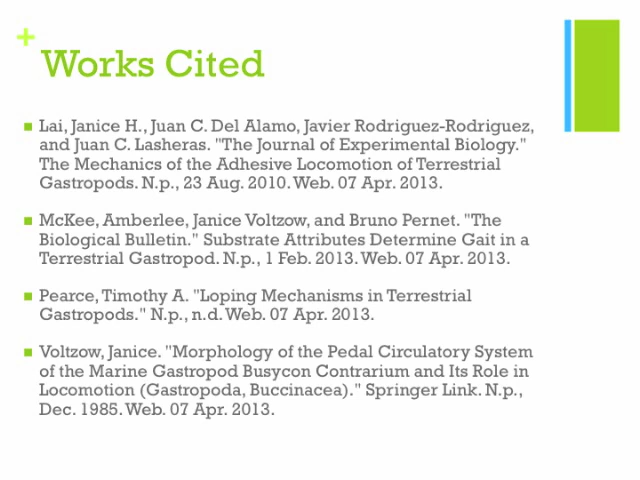 +
Works Cited
Lai, Janice H., Juan C. Del Alamo, Javier Rodriguez-Rodriguez,
and Juan C. Lasheras. "The Journal of Experimental Biology."
The Mechanics of the Adhesive Locomotion of Terrestrial
Gastropods. N.p., 23 Aug. 2010. Web. 07 Apr. 2013.
McKee, Amberlee, Janice Voltzow, and Bruno Pernet. "The
Biological Bulletin." Substrate Attributes Determine Gait in a
Terrestrial Gastropod. N.p., 1 Feb. 2013. Web. 07 Apr. 2013.
Pearce, Timothy A. "Loping Mechanisms in Terrestrial
Gastropods." N.p., n.d. Web. 07 Apr. 2013.
Voltzow, Janice. "Morphology of the Pedal Circulatory System
of the Marine Gastropod Busycon Contrarium and Its Role in
Locomotion (Gastropoda, Buccinacea)." Springer Link. N.p.,
Dec. 1985. Web. 07 Apr. 2013.